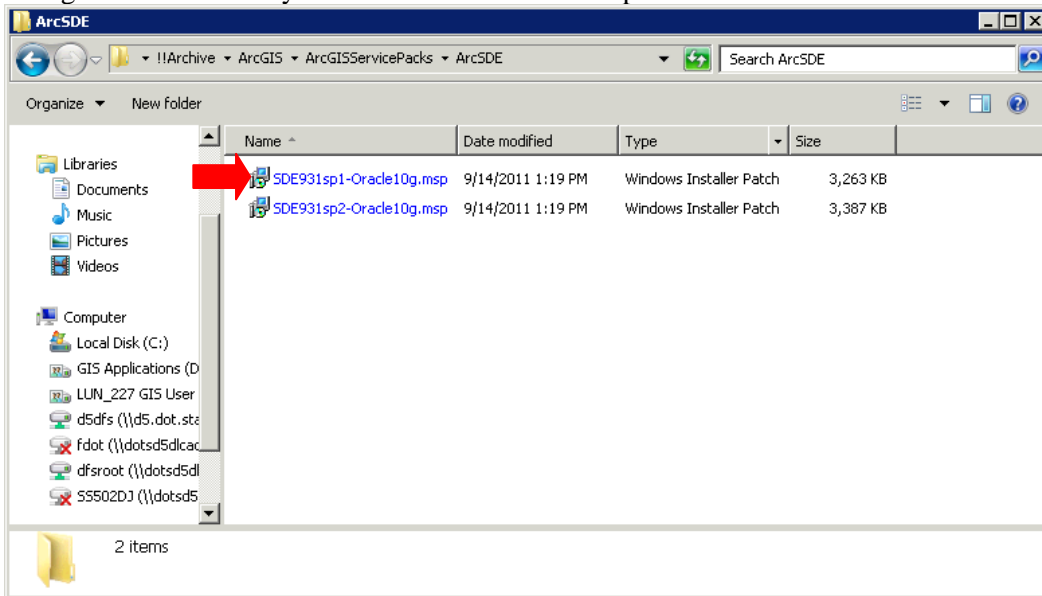 ArcSDE
!!Archive ArcGIS ArcGISServicePacks ArcSDE Search ArcSDE
Organize New folder
Name Date modified Type Size
Libraries
Documents
Music
Pictures
Videos
Computer
Local Disk (C:)
GIS Applications (D
LUN_227 GIS User
d5dfs (\\d5.dot.sta
fdot (\\dotsd5dlcac
dfsroot (\\dotsd5dl
SS502DJ (\\dotsd5
SDE931sp1-Oracle10g.msp 9/14/2011 1:19 PM Windows Installer Patch 3,263 KB
SDE931sp2-Oracle10g.msp 9/14/2011 1:19 PM Windows Installer Patch 3,387 KB
2 items